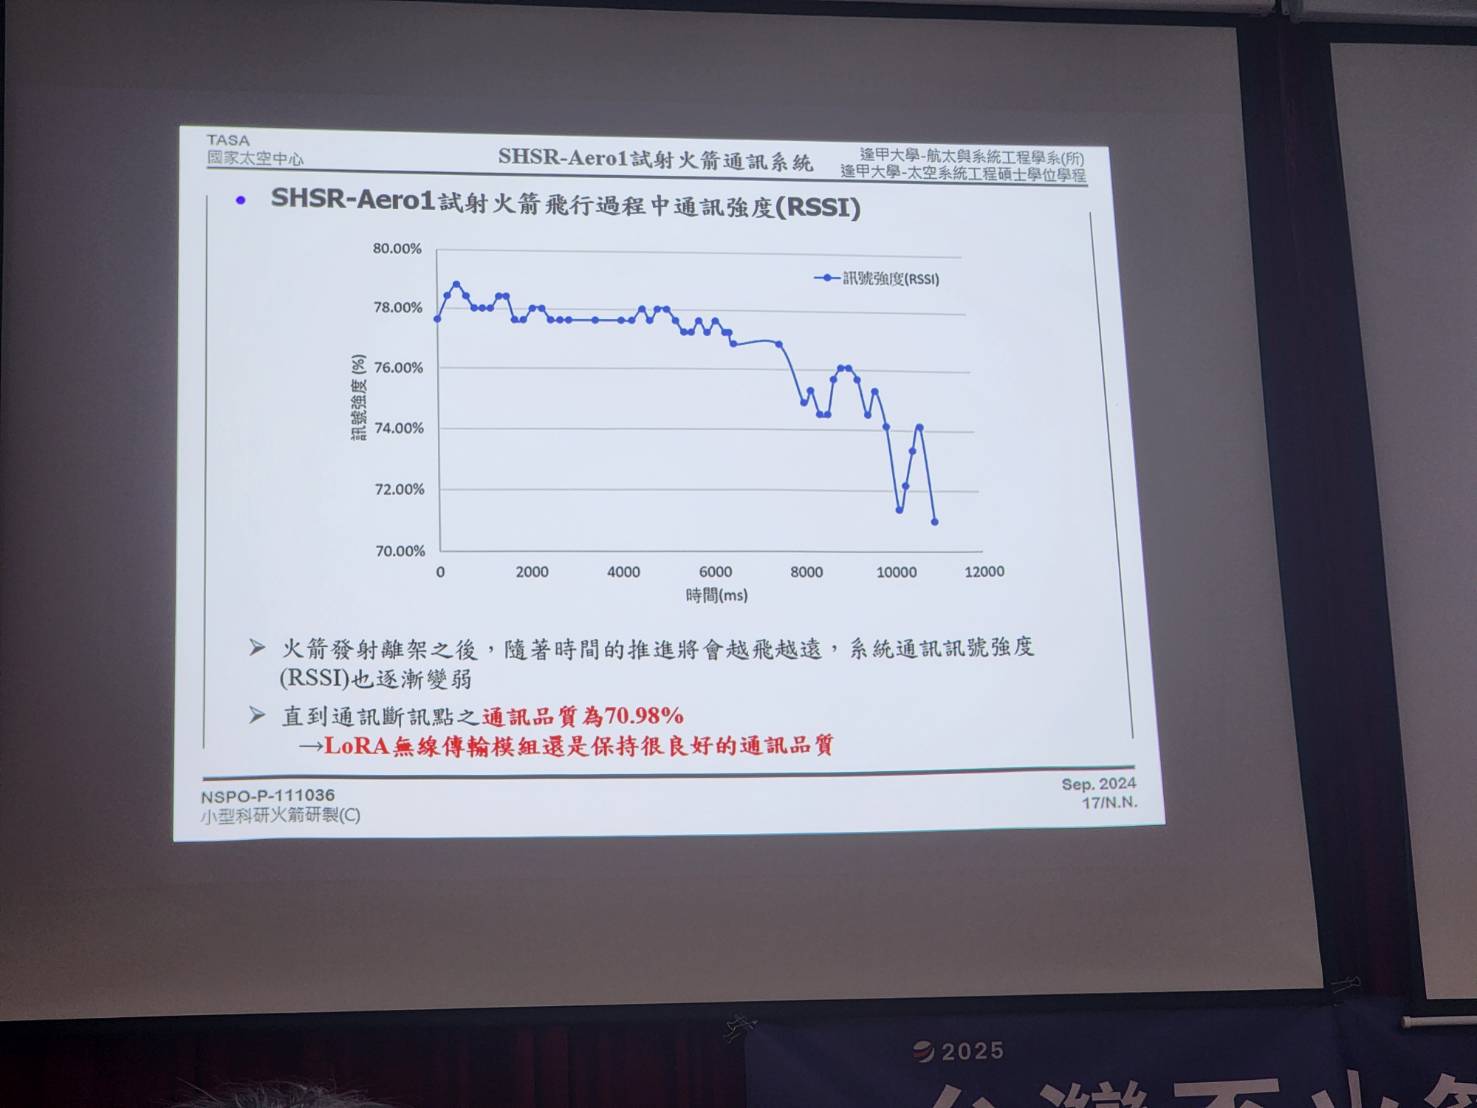 TASA
國家太空中心
SHSR-Aero1試射火箭通訊系統
逢甲大學-航太與系統工程學系(所)
逢甲大學-太空系統工程碩士學位學程
• SHSR-Aero1試射火箭飛行過程中通訊強度(RSSI)
訊號強度(RSSI)
80.00%
78.00%
76.00%
74.00%
72.00%
70.00%
訊號強度 (%)
0 2000 4000 6000 8000 10000 12000
時間(ms)
➢ 火箭發射離架之後，隨著時間的推進將會越飛越遠，系統通訊訊號強度
(RSSI)也逐漸變弱
➢ 直到通訊斷訊點之通訊品質為70.98%
→LoRA無線傳輸模組還是保持很良好的通訊品質
NSPO-P-111036
小型科研火箭研製(C)
Sep. 2024
17/N.N.
2025